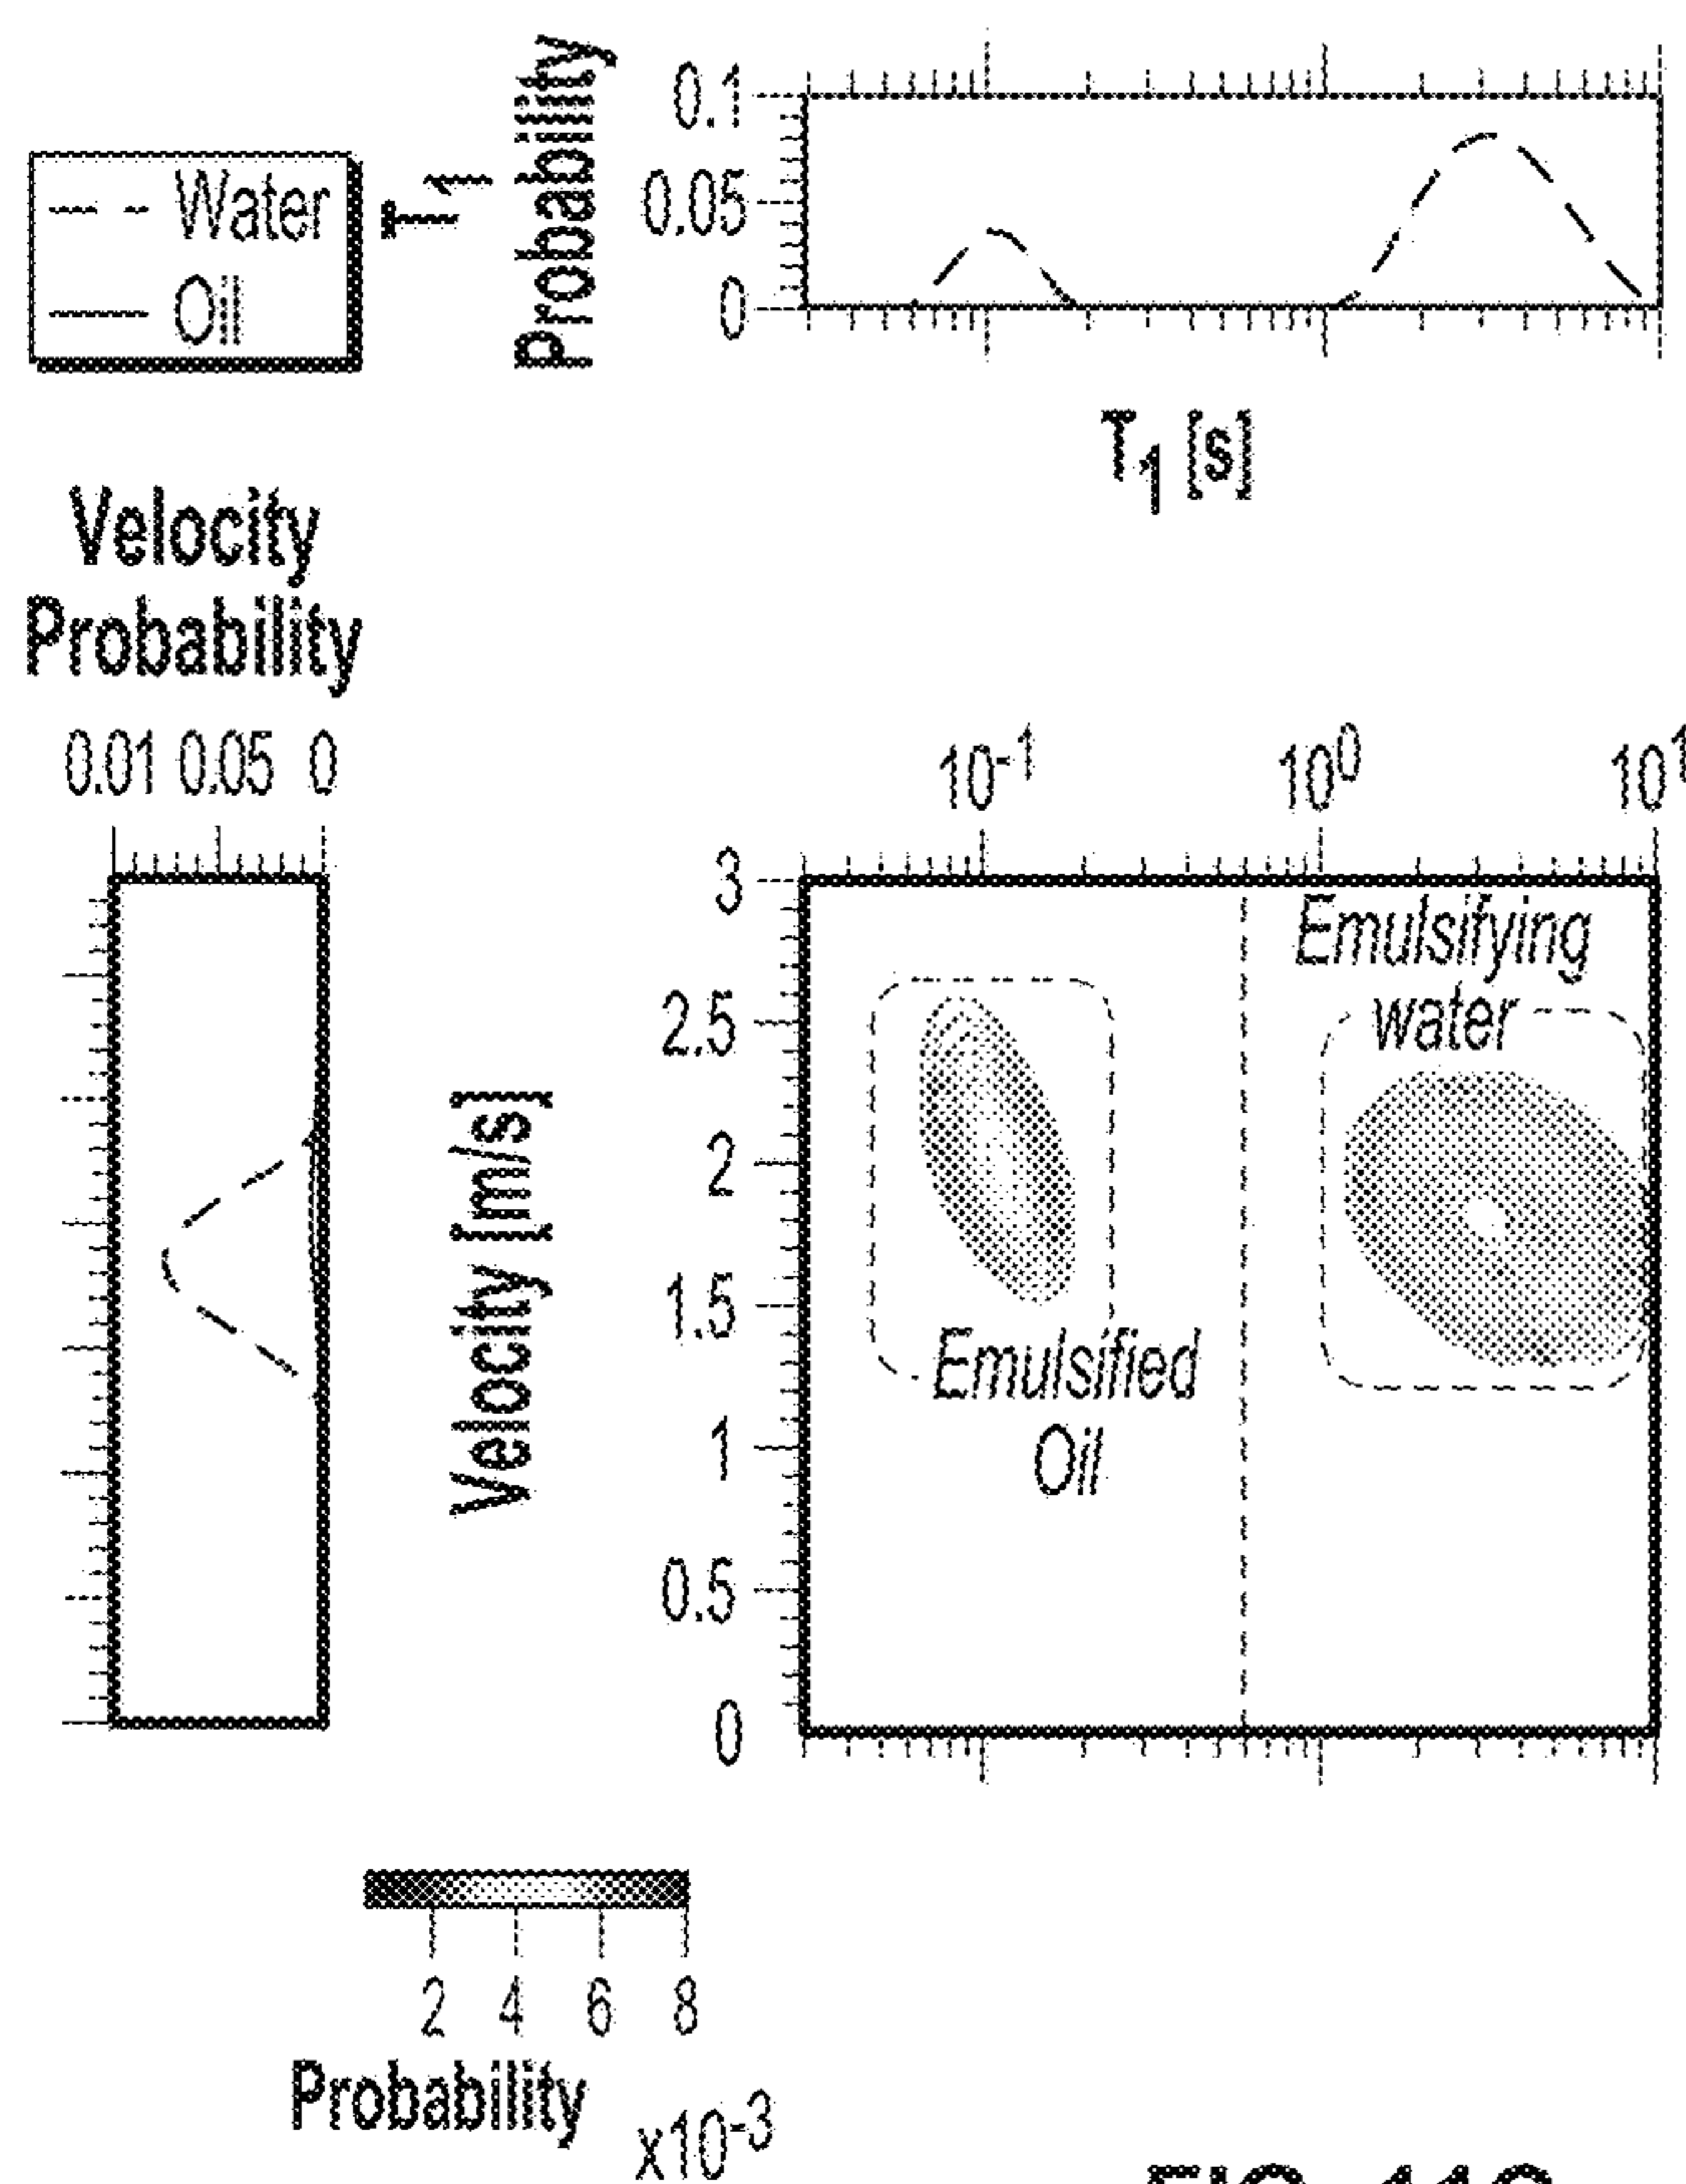 Water
Oil
T1
Probability
0.1
0.05
0
T1 [s]
Velocity
Probability
0.01 0.05 0
10-1 100 101
Velocity [m/s]
3
2.5
2
1.5
1
0.5
0
Emulsifying
water
Emulsified
Oil
2 4 6 8
Probability
x10-3